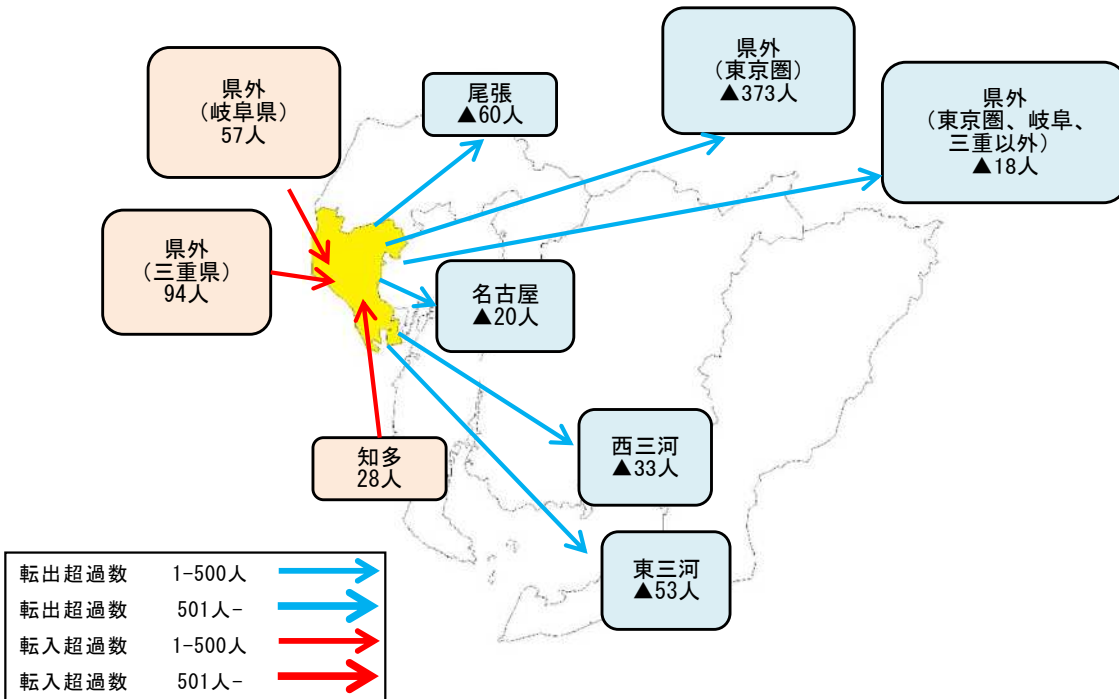 県外
（岐阜県）
57人
尾張
▲60人
県外
（東京圏）
▲373人
県外
（東京圏、岐阜、
三重以外）
▲18人
県外
（三重県）
94人
名古屋
▲20人
知多
28人
西三河
▲33人
東三河
▲53人
転出超過数 1-500人
転出超過数 501人-
転入超過数 1-500人
転入超過数 501人-